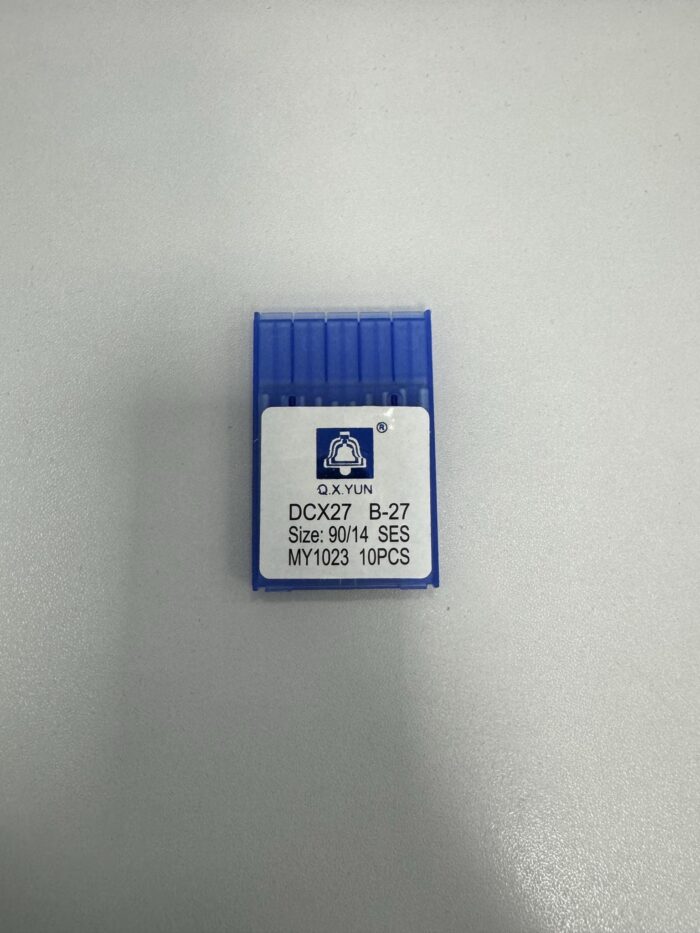 ®
Q.X.YUN
DCX27 B-27
Size: 90/14 SES
MY1023 10PCS